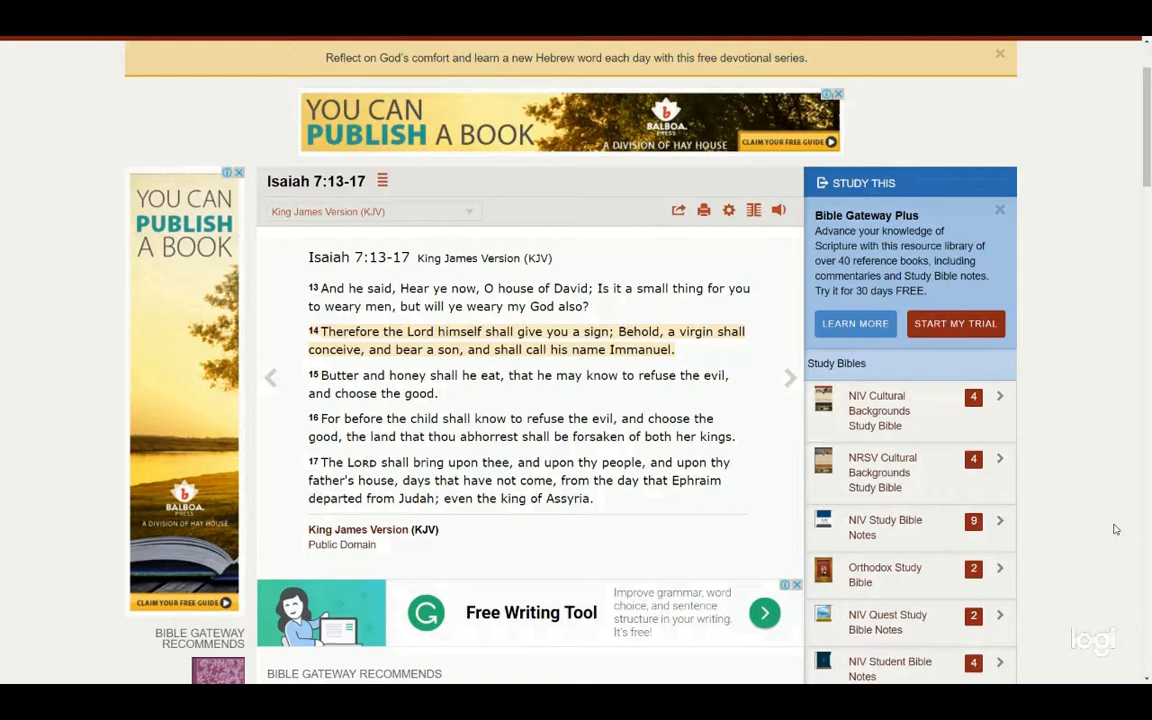 Reflect on God's comfort and learn a new Hebrew word each day with this free devotional series.
YOU CAN
PUBLISH A BOOK
BALBOA.
PRESS
A DIVISION OF HAY HOUSE
CLAIM YOUR FREE GUIDE
YOU CAN
PUBLISH
A BOOK
BALBOA.
PRESS
A DIVISION OF HAY HOUSE
CLAIM YOUR FREE GUIDE
BIBLE GATEWAY
RECOMMENDS
Isaiah 7:13-17
King James Version (KJV)
Isaiah 7:13-17 King James Version (KJV)
13 And he said, Hear ye now, O house of David; Is it a small thing for you
to weary men, but will ye weary my God also?
14 Therefore the Lord himself shall give you a sign; Behold, a virgin shall
conceive, and bear a son, and shall call his name Immanuel.
15 Butter and honey shall he eat, that he may know to refuse the evil,
and choose the good.
16 For before the child shall know to refuse the evil, and choose the
good, the land that thou abhorrest shall be forsaken of both her kings.
17 The LORD shall bring upon thee, and upon thy people, and upon thy
father's house, days that have not come, from the day that Ephraim
departed from Judah; even the king of Assyria.
King James Version (KJV)
Public Domain
Free Writing Tool
Improve grammar, word
choice, and sentence
structure in your writing.
It's free!
BIBLE GATEWAY RECOMMENDS
STUDY THIS
Bible Gateway Plus
Advance your knowledge of
Scripture with this resource library of
over 40 reference books, including
commentaries and Study Bible notes.
Try it for 30 days FREE.
LEARN MORE
START MY TRIAL
Study Bibles
NIV Cultural
Backgrounds
Study Bible
4
NRSV Cultural
Backgrounds
Study Bible
4
NIV Study Bible
Notes
9
Orthodox Study
Bible
2
NIV Quest Study
Bible Notes
2
NIV Student Bible
Notes
4
logi